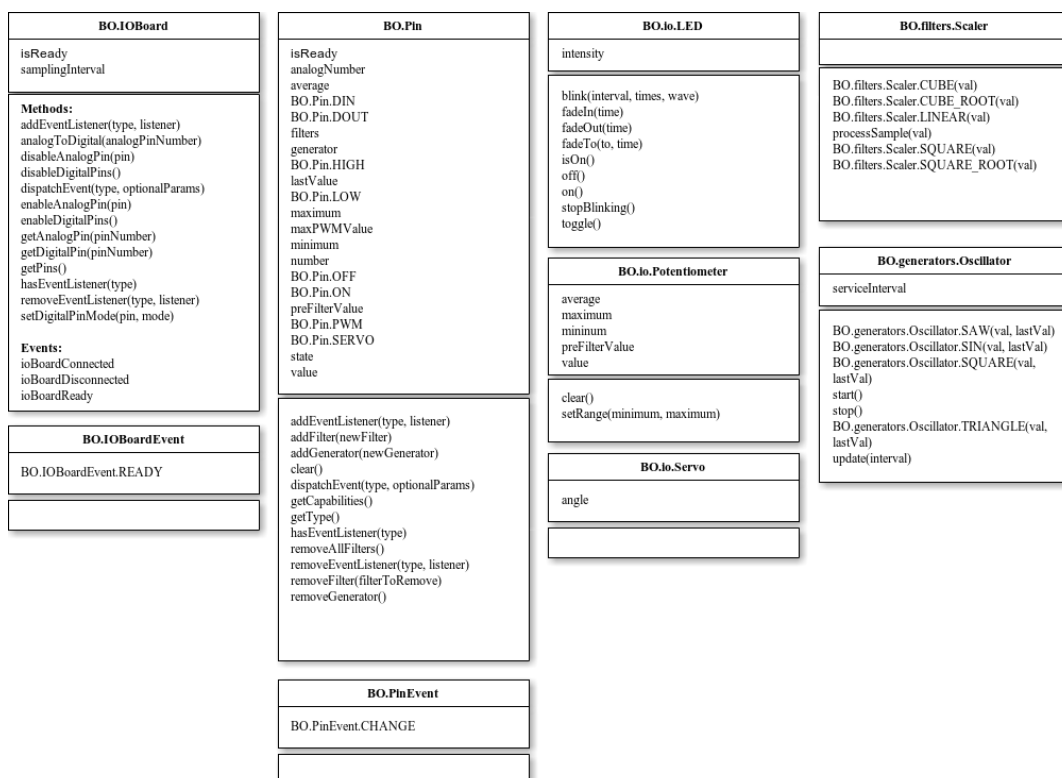 BO.IOBoard
isReady
samplingInterval
Methods:
addEventListener(type, listener)
analogToDigital(analogPinNumber)
disableAnalogPin(pin)
disableDigitalPins()
dispatchEvent(type, optionalParams)
enableAnalogPin(pin)
enableDigitalPins()
getAnalogPin(pinNumber)
getDigitalPin(pinNumber)
getPins()
hasEventListener(type)
removeEventListener(type, listener)
setDigitalPinMode(pin, mode)
Events:
ioBoardConnected
ioBoardDisconnected
ioBoardReady
BO.IOBoardEvent
BO.IOBoardEvent.READY
BO.Pin
isReady
analogNumber
average
BO.Pin.DIN
BO.Pin.DOUT
filters
generator
BO.Pin.HIGH
lastValue
BO.Pin.LOW
maximum
maxPWMValue
minimum
number
BO.Pin.OFF
BO.Pin.ON
preFilterValue
BO.Pin.PWM
BO.Pin.SERVO
state
value
addEventListener(type, listener)
addFilter(newFilter)
addGenerator(newGenerator)
clear()
dispatchEvent(type, optionalParams)
getCapabilities()
getType()
hasEventListener(type)
removeAllFilters()
removeEventListener(type, listener)
removeFilter(filterToRemove)
removeGenerator()
BO.PinEvent
BO.PinEvent.CHANGE
BO.io.LED
intensity
blink(interval, times, wave)
fadeIn(time)
fadeOut(time)
fadeTo(to, time)
isOn()
off()
on()
stopBlinking()
toggle()
BO.io.Potentiometer
average
maximum
mininum
preFilterValue
value
clear()
setRange(minimum, maximum)
BO.io.Servo
angle
BO.filters.Scaler
BO.filters.Scaler.CUBE(val)
BO.filters.Scaler.CUBE_ROOT(val)
BO.filters.Scaler.LINEAR(val)
processSample(val)
BO.filters.Scaler.SQUARE(val)
BO.filters.Scaler.SQUARE_ROOT(val)
BO.generators.Oscillator
serviceInterval
BO.generators.Oscillator.SAW(val, lastVal)
BO.generators.Oscillator.SIN(val, lastVal)
BO.generators.Oscillator.SQUARE(val,
lastVal)
start()
stop()
BO.generators.Oscillator.TRIANGLE(val,
lastVal)
update(interval)